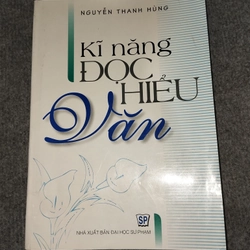 NGUYỄN THANH HÙNG
Kĩ năng
ĐỌC
HIỂU
Văn
SP
NHÀ XUẤT BẢN ĐẠI HỌC SƯ PHẠM